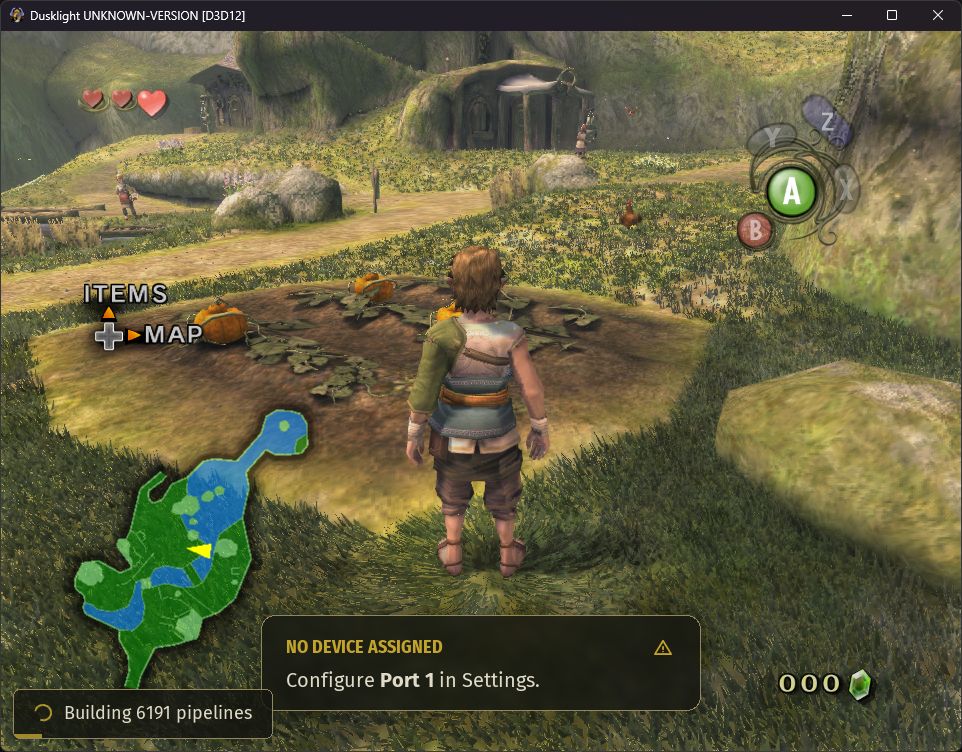 Dusklight UNKNOWN-VERSION [D3D12]
Z
Y
X
A
B
ITEMS
MAP
NO DEVICE ASSIGNED
Configure Port 1 in Settings.
000
Building 6191 pipelines